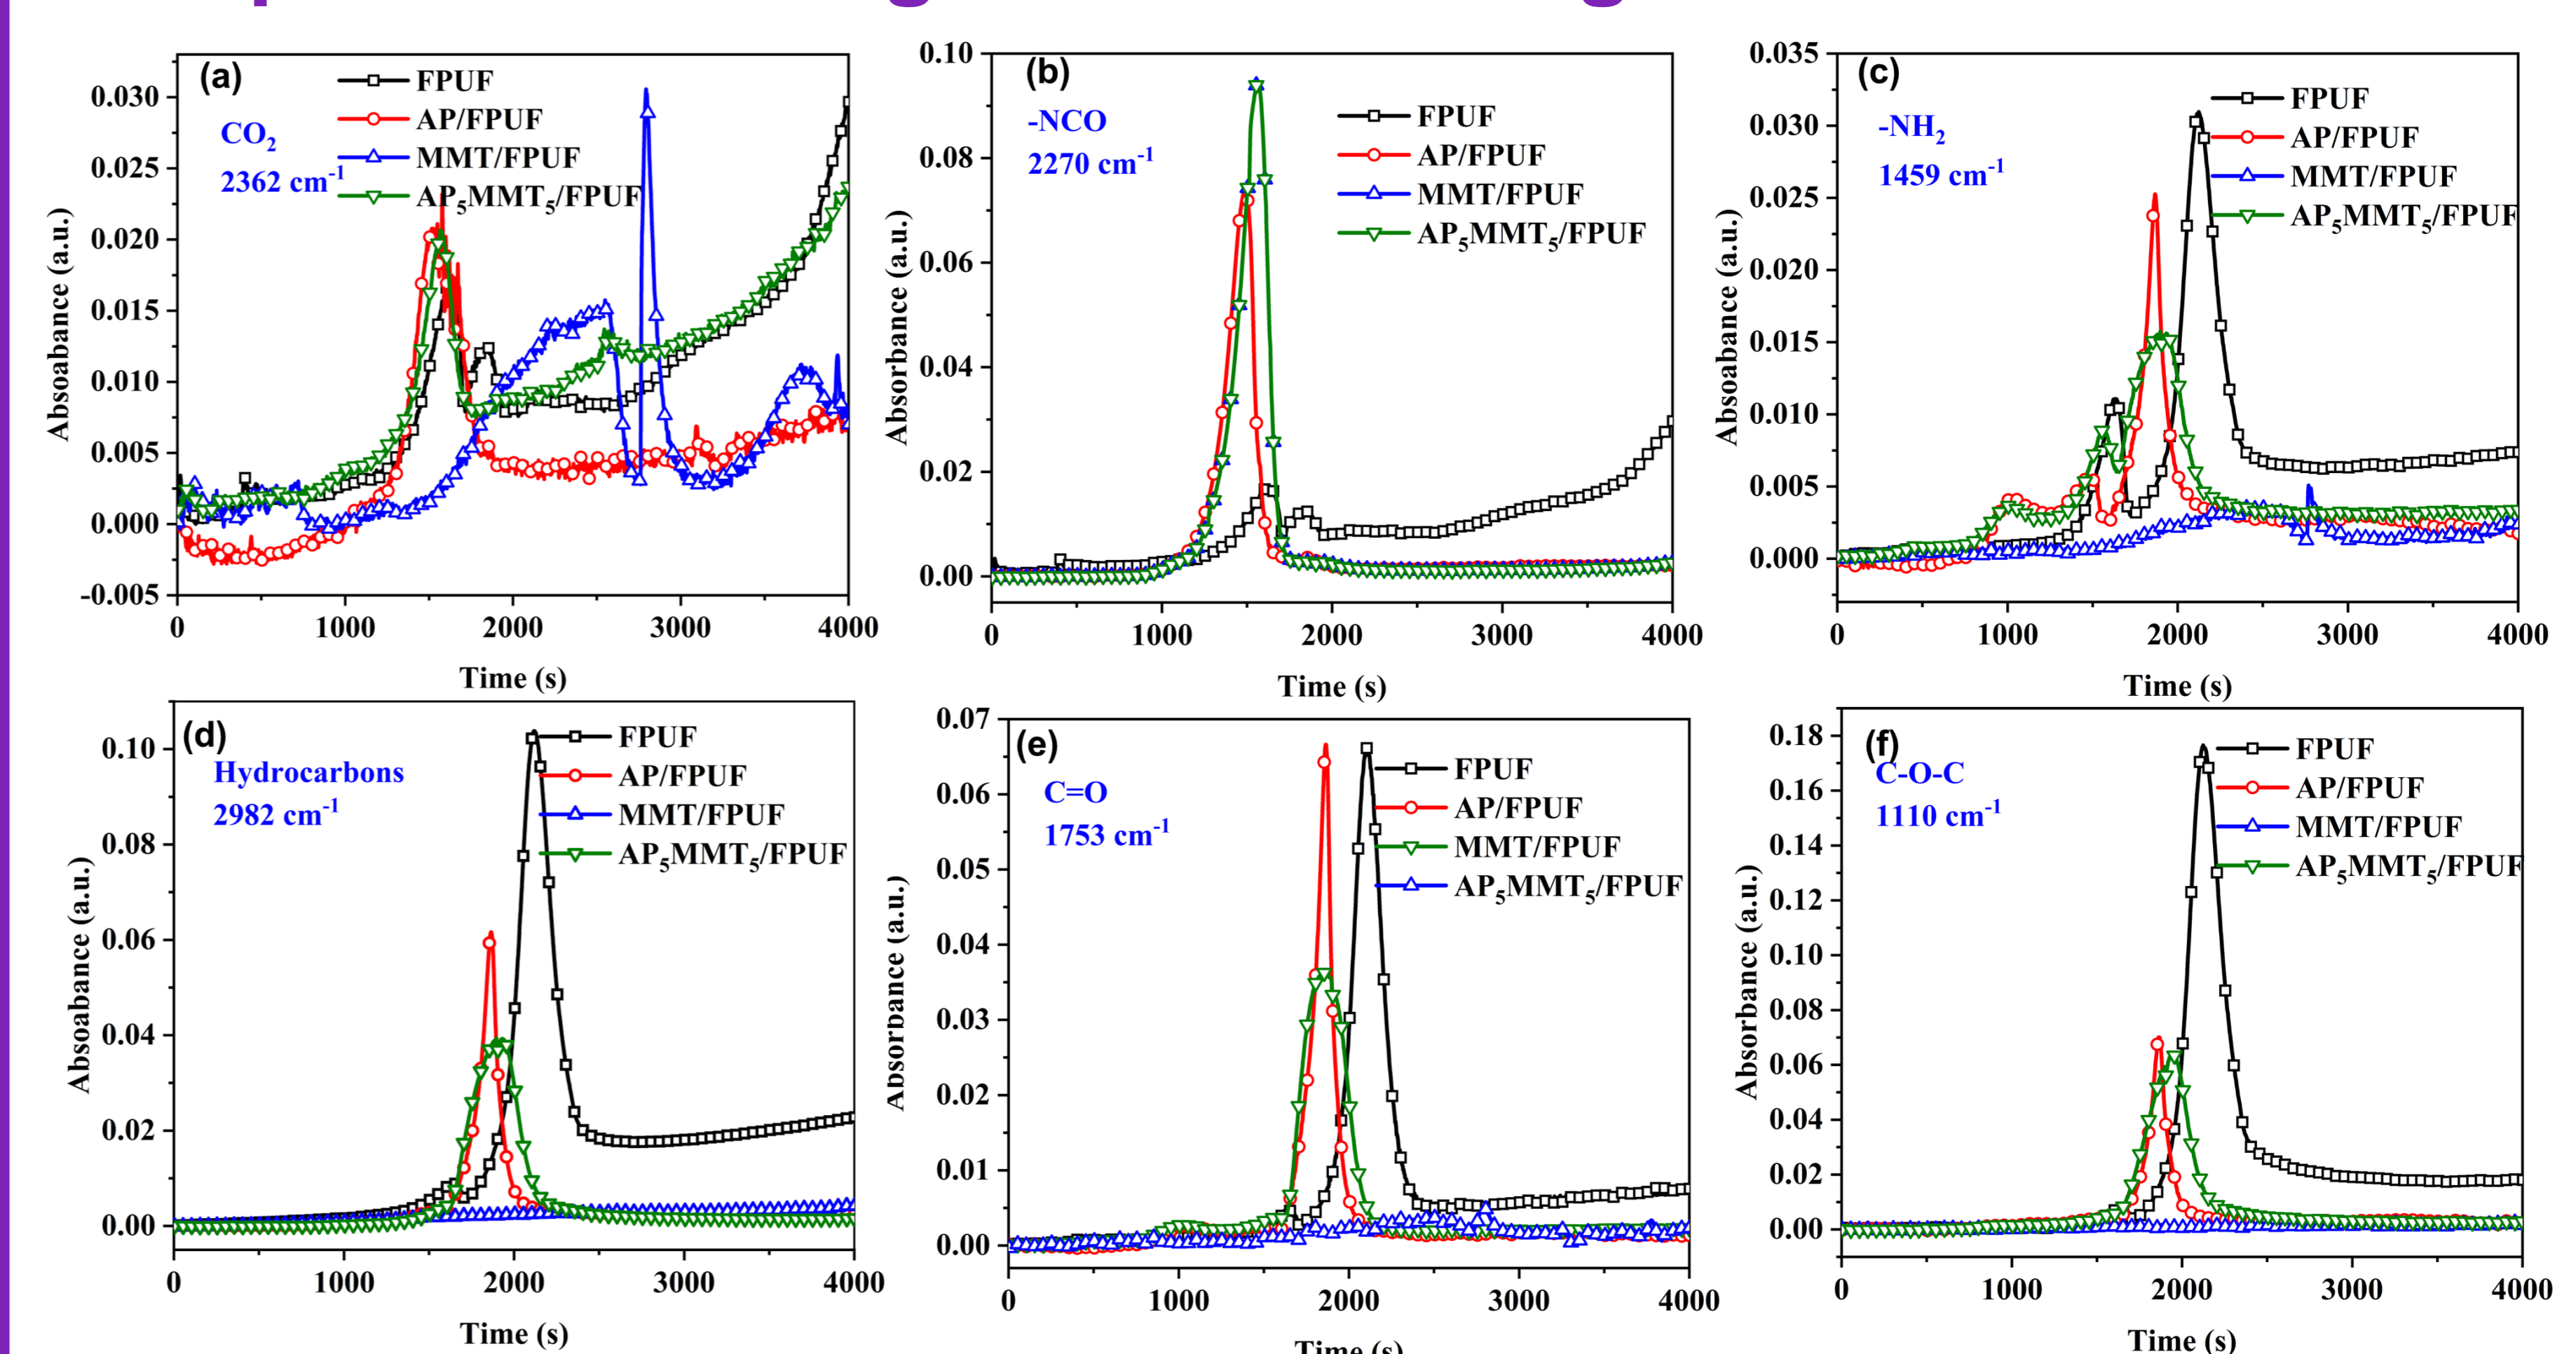 (a)
CO2
2362 cm-1
FPUF
AP/FPUF
MMT/FPUF
AP5MMT5/FPUF
Absoabance (a.u.)
0.030
0.025
0.020
0.015
0.010
0.005
0.000
-0.005
0 1000 2000 3000 4000
Time (s)
(b)
-NCO
2270 cm-1
FPUF
AP/FPUF
MMT/FPUF
AP5MMT5/FPUF
Absorbance (a.u.)
0.10
0.08
0.06
0.04
0.02
0.00
0 1000 2000 3000 4000
Time (s)
(c)
-NH2
1459 cm-1
FPUF
AP/FPUF
MMT/FPUF
AP5MMT5/FPUF
Absoabance (a.u.)
0.035
0.030
0.025
0.020
0.015
0.010
0.005
0.000
0 1000 2000 3000 4000
Time (s)
(d)
Hydrocarbons
2982 cm-1
FPUF
AP/FPUF
MMT/FPUF
AP5MMT5/FPUF
Absoabance (a.u.)
0.10
0.08
0.06
0.04
0.02
0.00
0 1000 2000 3000 4000
Time (s)
(e)
C=O
1753 cm-1
FPUF
AP/FPUF
MMT/FPUF
AP5MMT5/FPUF
Absorbance (a.u.)
0.07
0.06
0.05
0.04
0.03
0.02
0.01
0.00
0 1000 2000 3000 4000
Time (s)
(f)
C-O-C
1110 cm-1
FPUF
AP/FPUF
MMT/FPUF
AP5MMT5/FPUF
Absorbance (a.u.)
0.18
0.16
0.14
0.12
0.10
0.08
0.06
0.04
0.02
0.00
0 1000 2000 3000 4000
Time (s)